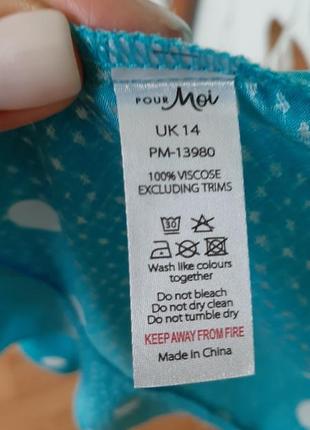 POUR Moi
UK 14
PM-13980
100% VISCOSE
EXCLUDING TRIMS
30
Wash like colours
together
Do not bleach
Do not dry clean
Do not tumble dry
KEEP AWAY FROM FIRE
Made in China